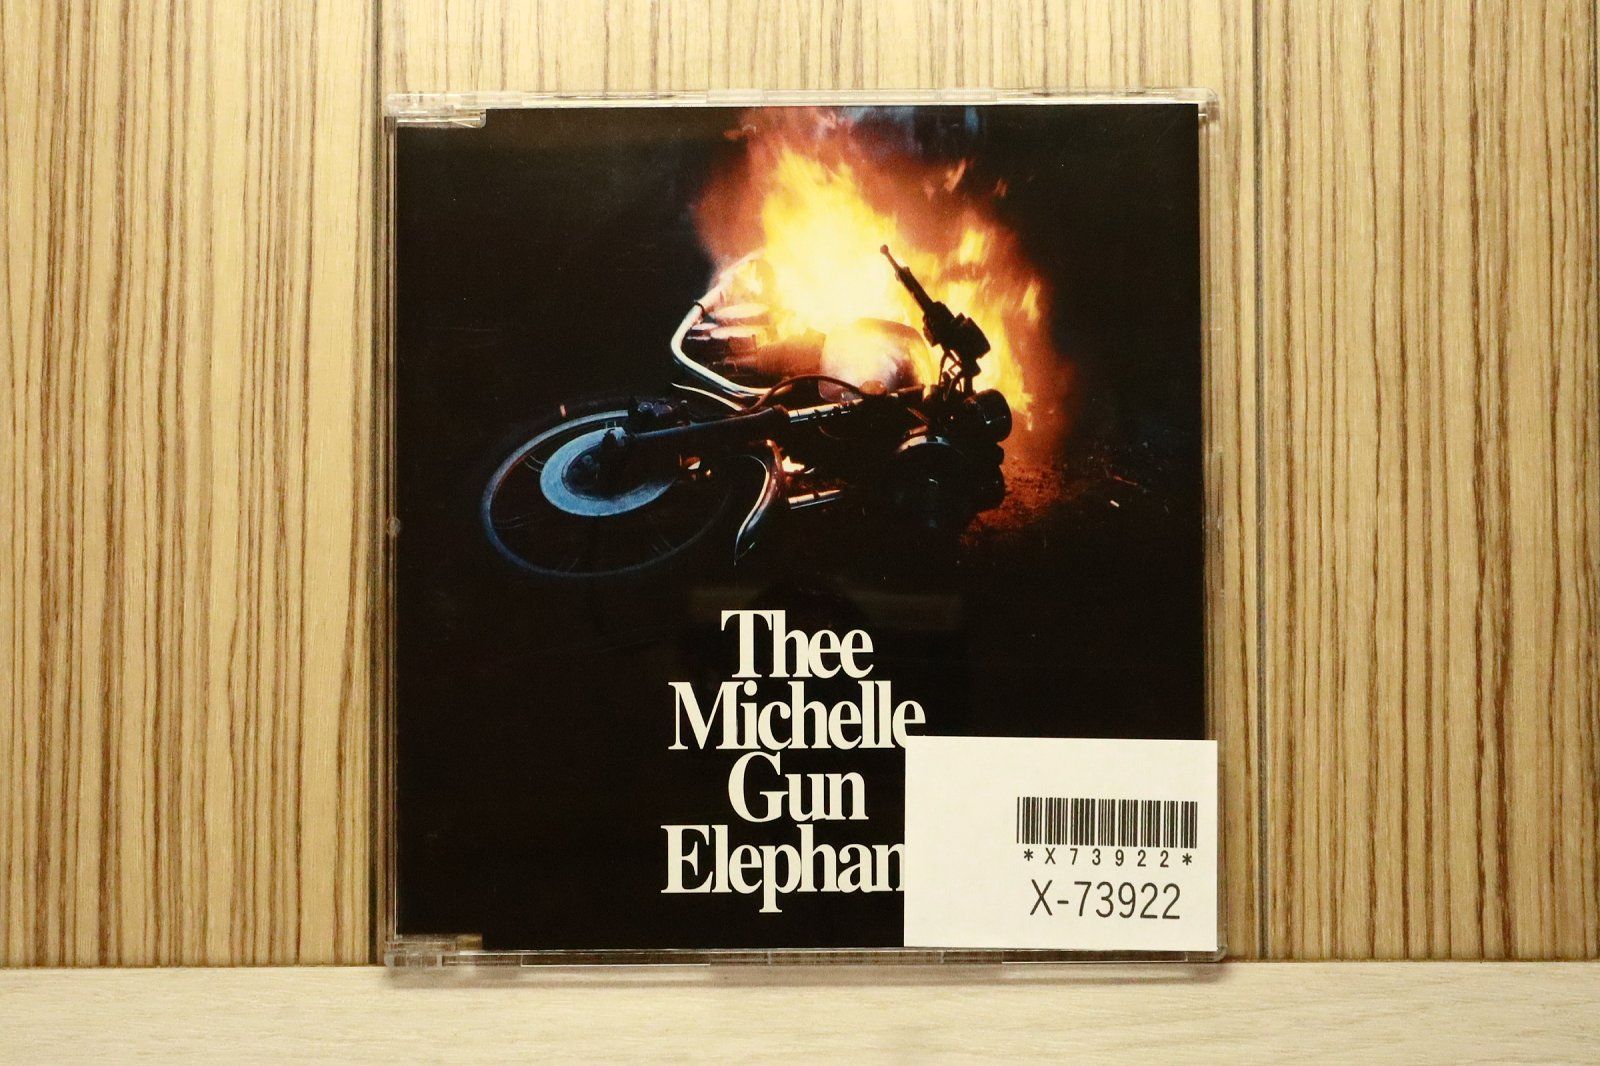 Thee
Michelle
Gun
Elephan
*X73922*
X-73922